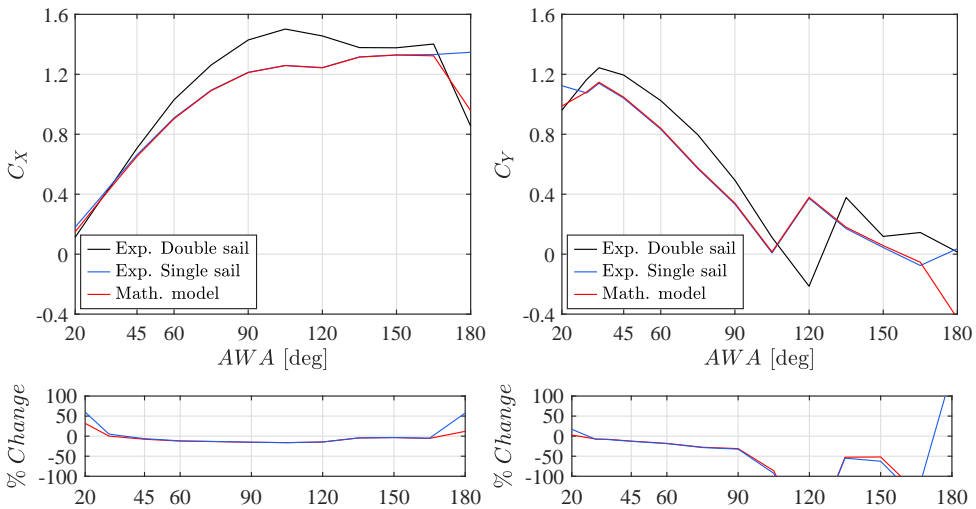 1.6
1.2
0.8
0.4
0
-0.4
C_X
Exp. Double sail
Exp. Single sail
Math. model
20 45 60 90 120 150 180
AWA [deg]
1.6
1.2
0.8
0.4
0
-0.4
C_Y
Exp. Double sail
Exp. Single sail
Math. model
20 45 60 90 120 150 180
AWA [deg]
100
50
0
-50
-100
% Change
20 45 60 90 120 150 180
100
50
0
-50
-100
% Change
20 45 60 90 120 150 180